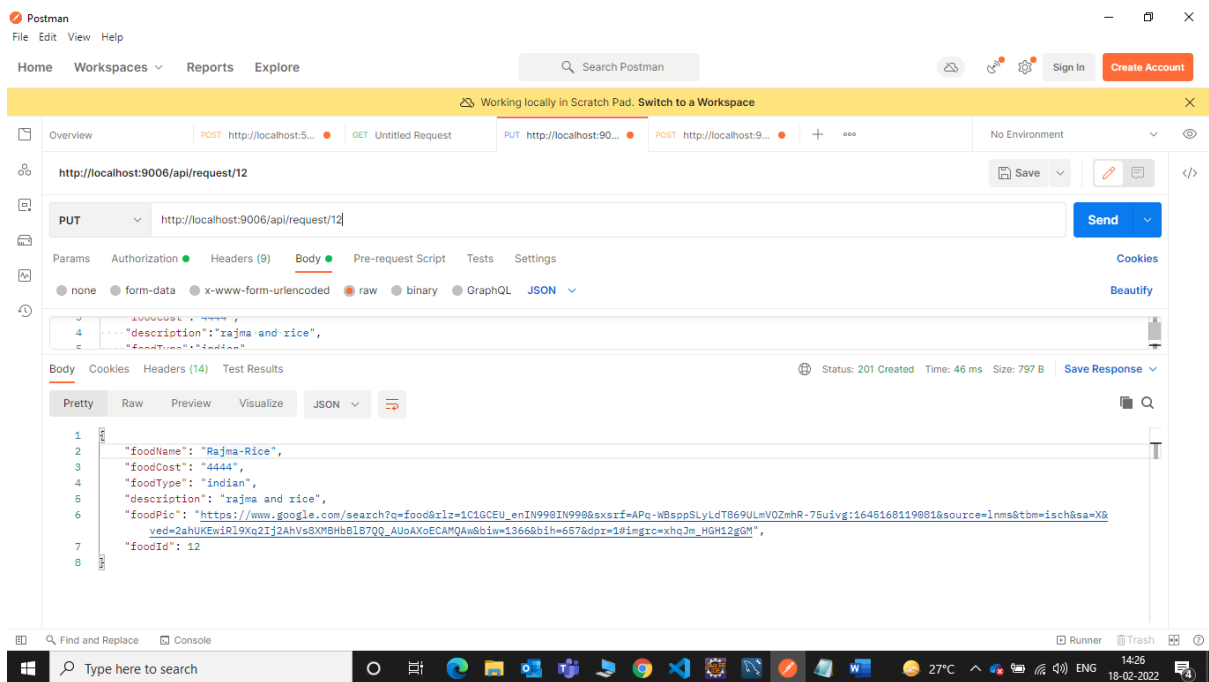 Postman
File Edit View Help
Home Workspaces Reports Explore Search Postman Sign In Create Account
Working locally in Scratch Pad. Switch to a Workspace
Overview POST http://localhost:5... GET Untitled Request PUT http://localhost:90... POST http://localhost:9... No Environment
http://localhost:9006/api/request/12 Save
PUT http://localhost:9006/api/request/12 Send
Params Authorization Headers (9) Body Pre-request Script Tests Settings Cookies
none form-data x-www-form-urlencoded raw binary GraphQL JSON Beautify
4 "description":"rajma and rice",
Body Cookies Headers (14) Test Results Status: 201 Created Time: 46 ms Size: 797 B Save Response
Pretty Raw Preview Visualize JSON
1 {
2 "foodName": "Rajma-Rice",
3 "foodCost": "4444",
4 "foodType": "indian",
5 "description": "rajma and rice",
6 "foodPic": "https://www.google.com/search?q=food&rlz=1C1GCEU_enIN990IN990&sxsrf=APq-WBsppSLyLdT869ULmVOZmhR-75uivg:1645168119081&source=lnms&tbm=isch&sa=X&
ved=2ahUKEwiRl9Xq2Ij2AhVsBXMBHbBlB7QQ_AUoAXoECAMQAw&biw=1366&bih=657&dpr=1#imgrc=xhqJm_HGH12gGM",
7 "foodId": 12
8 }
Find and Replace Console Runner Trash
Type here to search 27°C ENG 14:26
18-02-2022 4